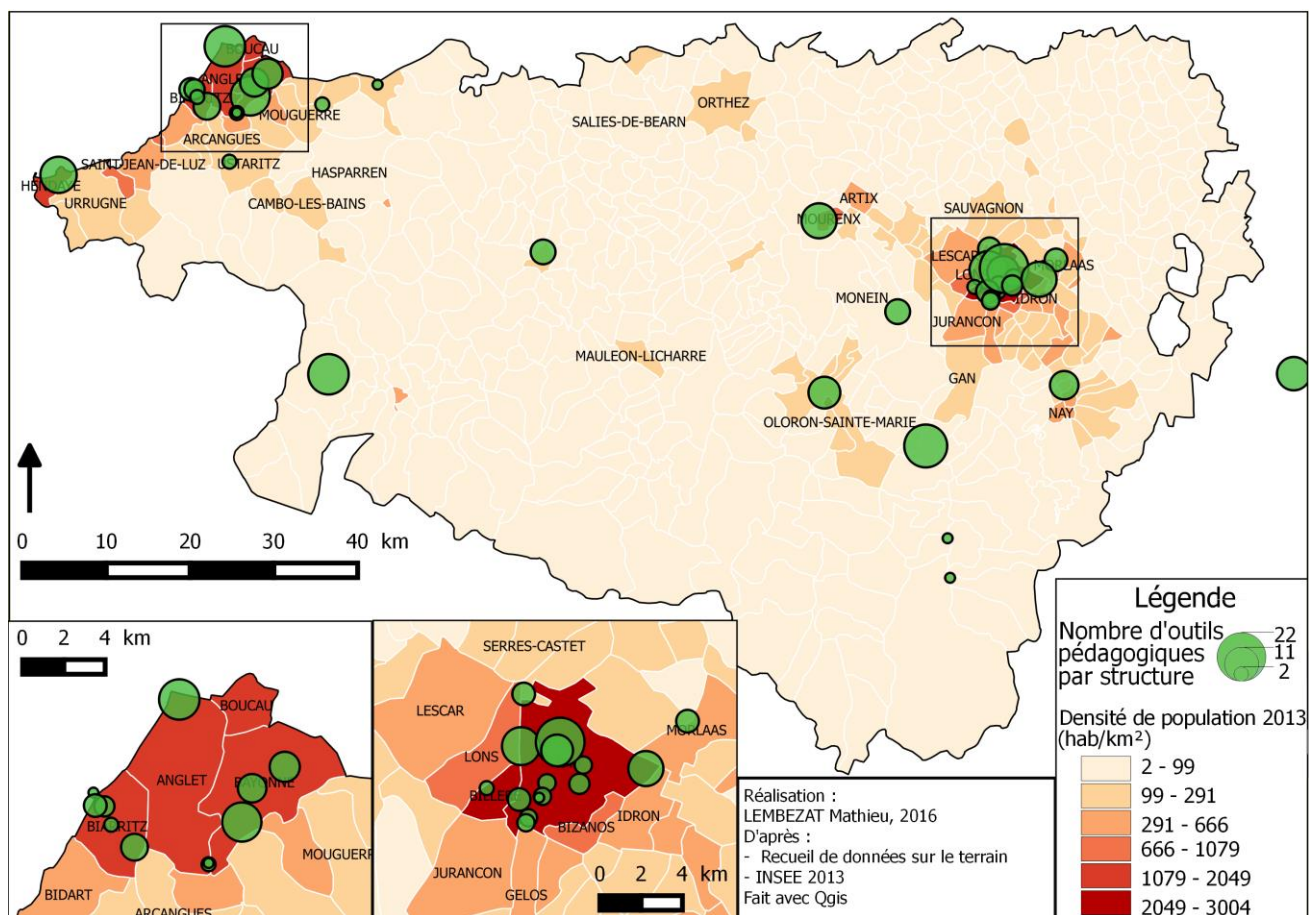 BOUCAU
ANGLE
MOUGUERRE
ARCANGUES
SAINT-JEAN-DE-LUZ
HENDAYE
URRUGNE
HASPARREN
CAMBO-LES-BAINS
SALIES-DE-BEARN
ORTHEZ
ARTIX
MOURENX
SAUVAGNON
LESCAR
MORLAAS
IDRON
MONEIN
JURANCON
MAULEON-LICHARRE
GAN
OLORON-SAINTE-MARIE
NAY
0 10 20 30 40 km
0 2 4 km
BOUCAU
ANGLET
BAYONNE
BIARRITZ
MOUGUERR
BIDART
ARCANGUES
SERRES-CASTET
LESCAR
MORLAAS
LONS
BILLERE
IDRON
BIZANOS
JURANCON
GELOS
0 2 4 km
Réalisation :
LEMBEZAT Mathieu, 2016
D'après :
- Recueil de données sur le terrain
- INSEE 2013
Fait avec Qgis
Légende
Nombre d'outils
pédagogiques
par structure
22
11
2
Densité de population 2013
(hab/km²)
2 - 99
99 - 291
291 - 666
666 - 1079
1079 - 2049
2049 - 3004